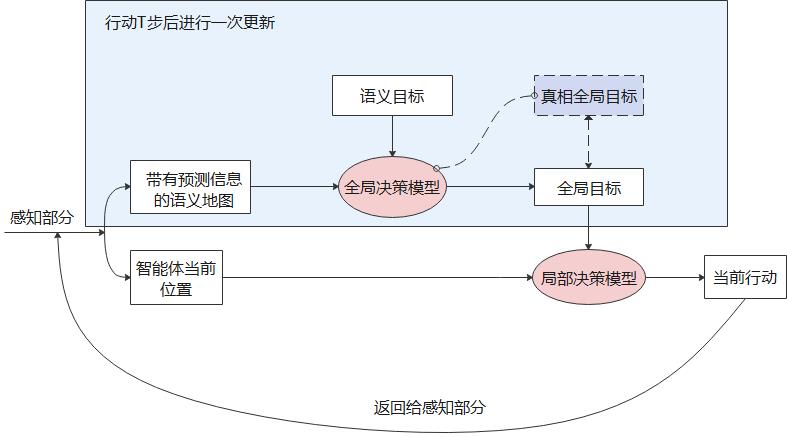 行动T步后进行一次更新
语义目标
真相全局目标
带有预测信息
的语义地图
全局决策模型
全局目标
感知部分
智能体当前
位置
局部决策模型
当前行动
返回给感知部分